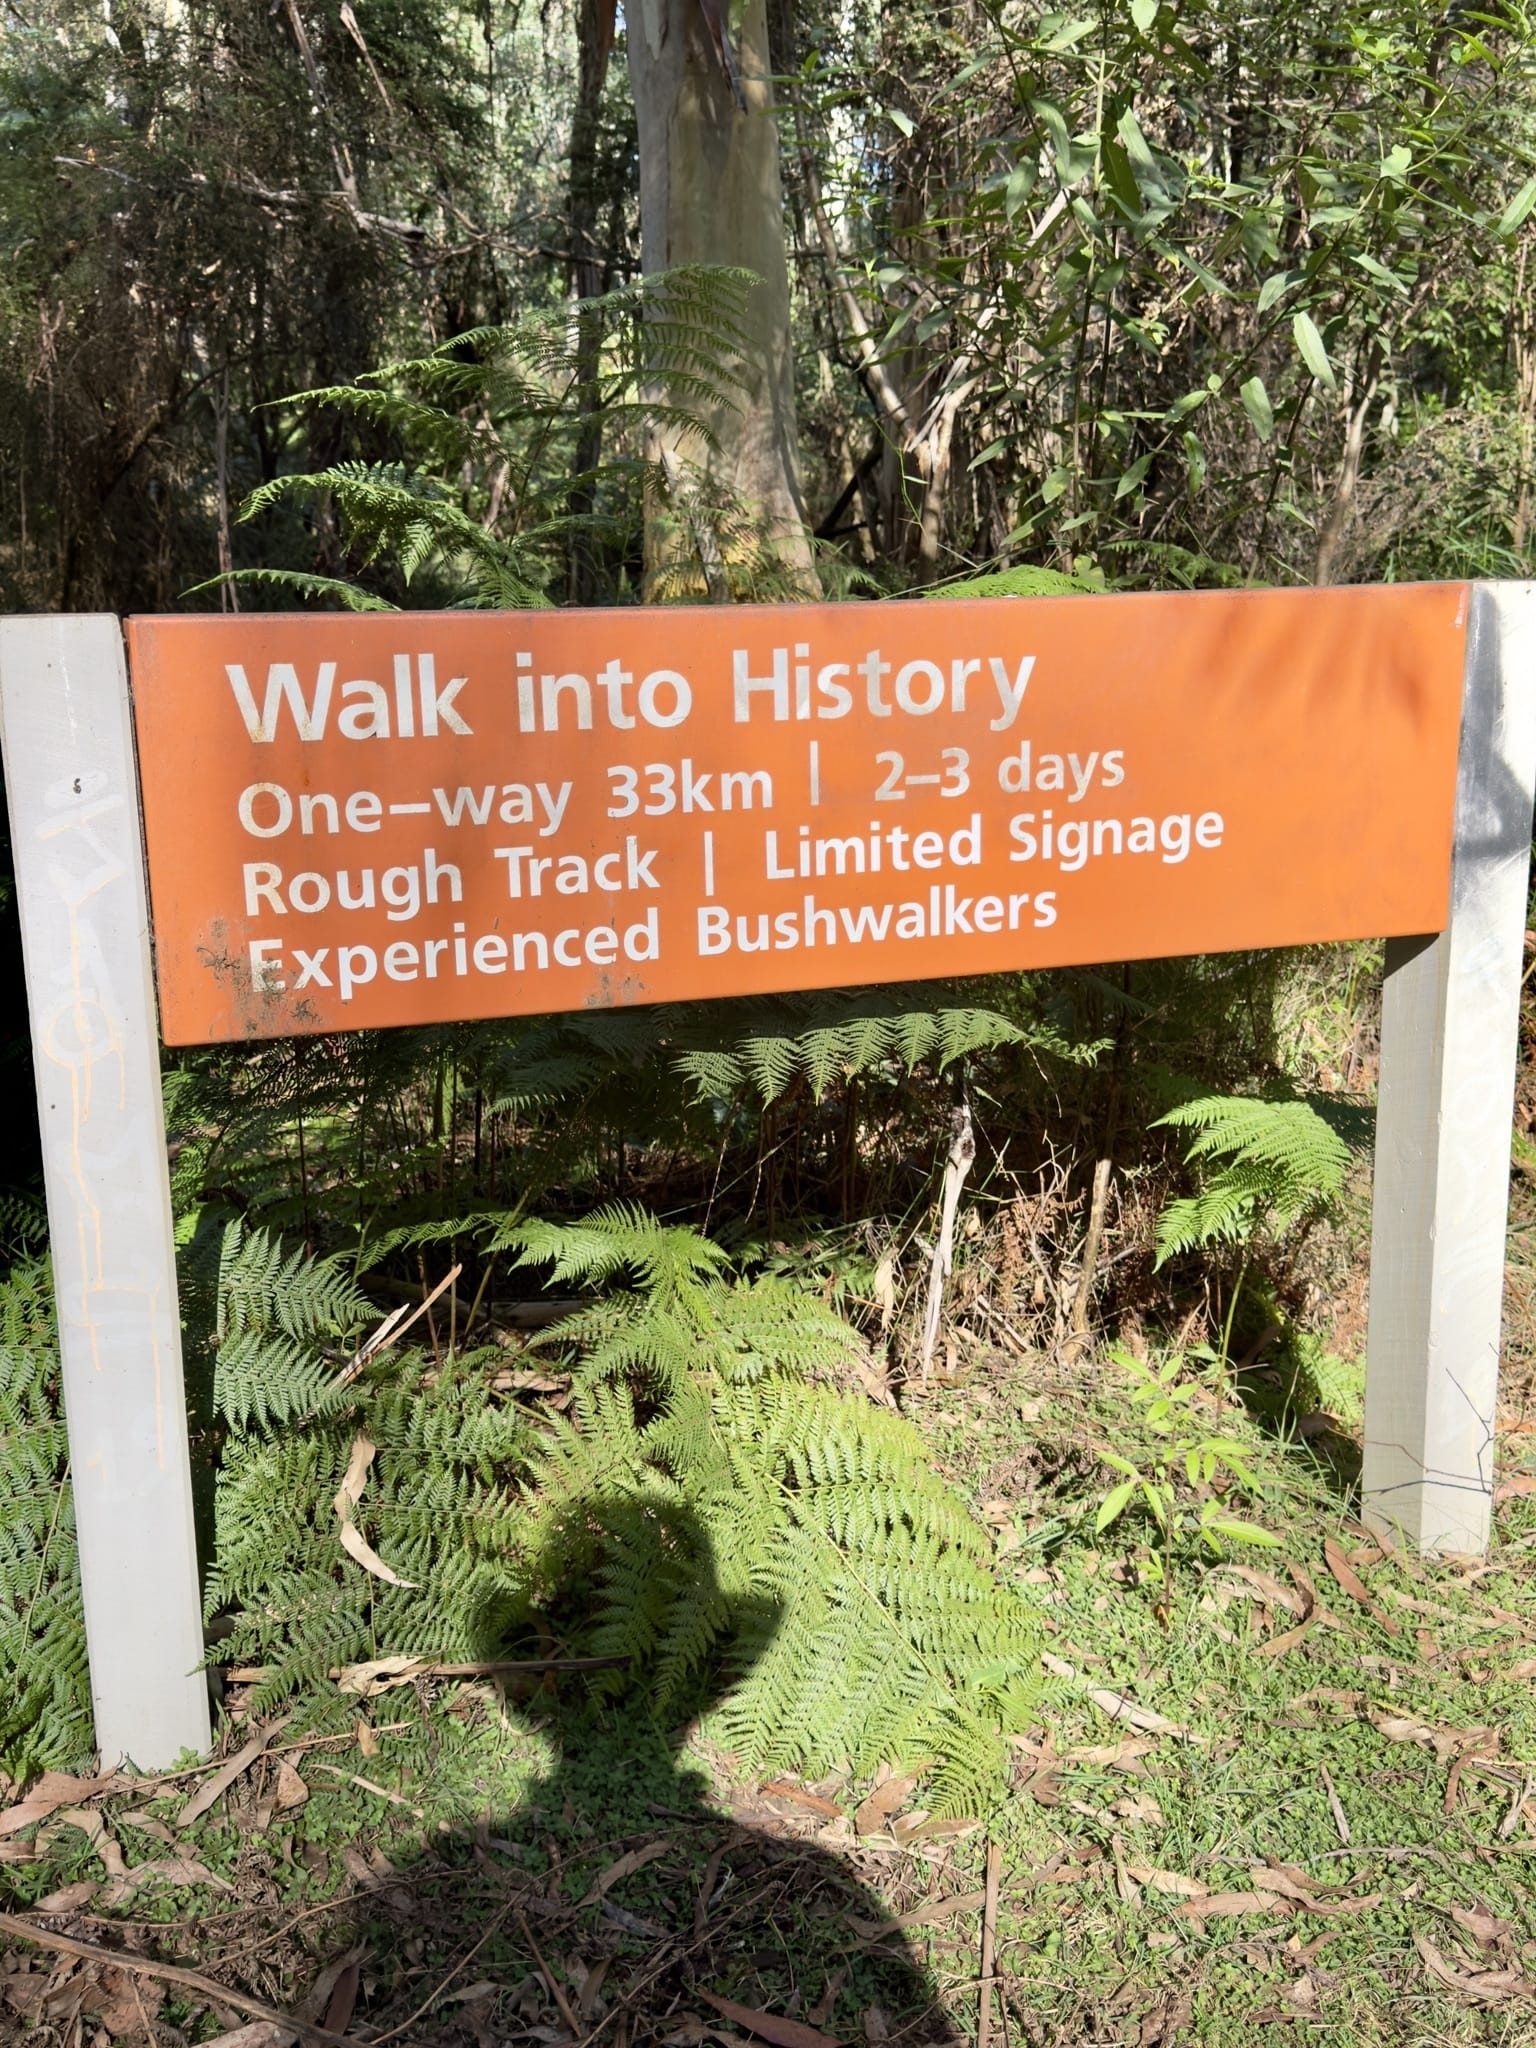 Walk into History
One–way 33km | 2–3 days
Rough Track | Limited Signage
Experienced Bushwalkers